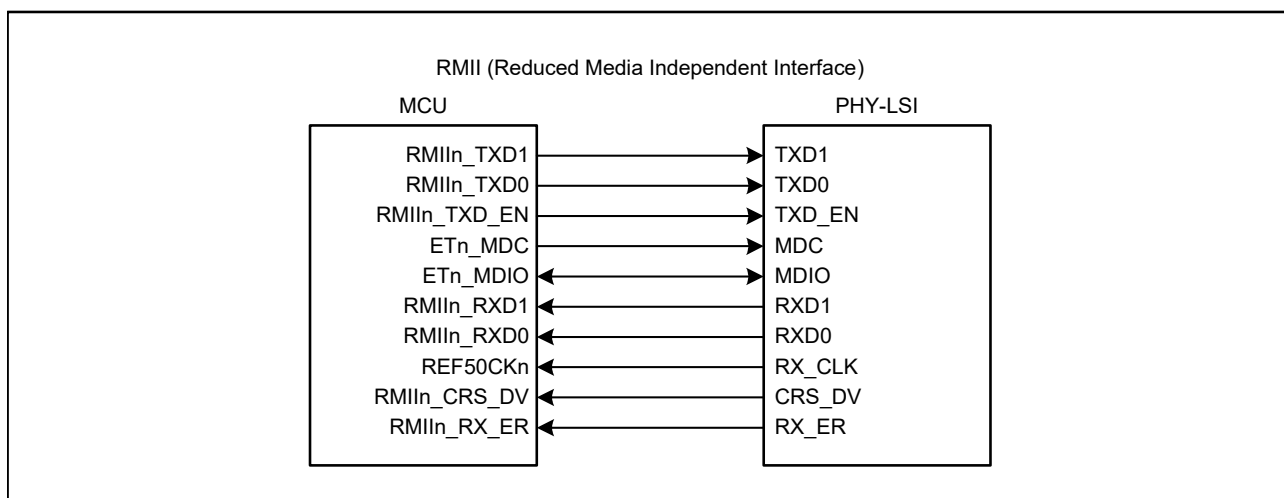 RMII (Reduced Media Independent Interface)
MCU PHY-LSI
RMIIn_TXD1 TXD1
RMIIn_TXD0 TXD0
RMIIn_TXD_EN TXD_EN
ETn_MDC MDC
ETn_MDIO MDIO
RMIIn_RXD1 RXD1
RMIIn_RXD0 RXD0
REF50CKn RX_CLK
RMIIn_CRS_DV CRS_DV
RMIIn_RX_ER RX_ER